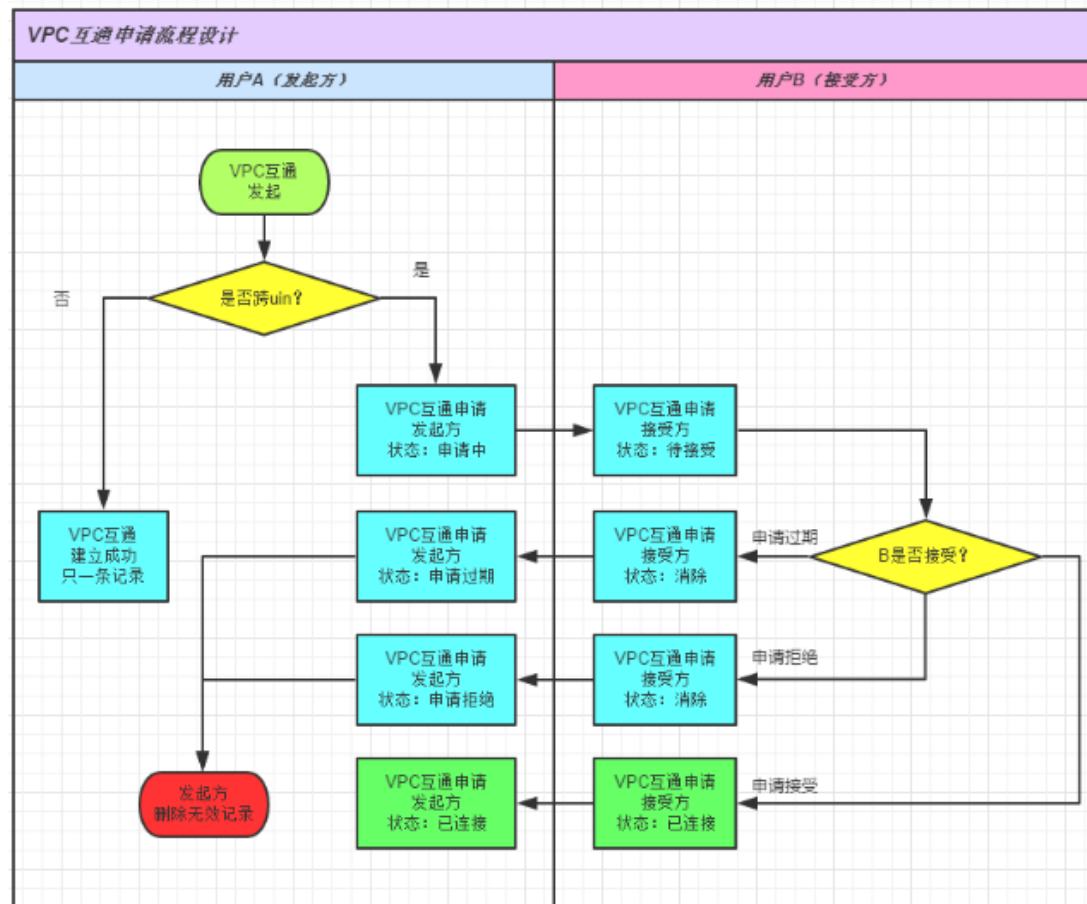 VPC互通申请流程设计
用户A（发起方）
用户B（接受方）
VPC互通
发起
是
否
是否跨uin？
VPC互通申请
发起方
状态：申请中
VPC互通申请
接受方
状态：待接受
VPC互通
建立成功
只一条记录
VPC互通申请
发起方
状态：申请过期
VPC互通申请
接受方
状态：消除
申请过期
B是否接受？
VPC互通申请
发起方
状态：申请拒绝
VPC互通申请
接受方
状态：消除
申请拒绝
发起方
删除无效记录
VPC互通申请
发起方
状态：已连接
VPC互通申请
接受方
状态：已连接
申请接受